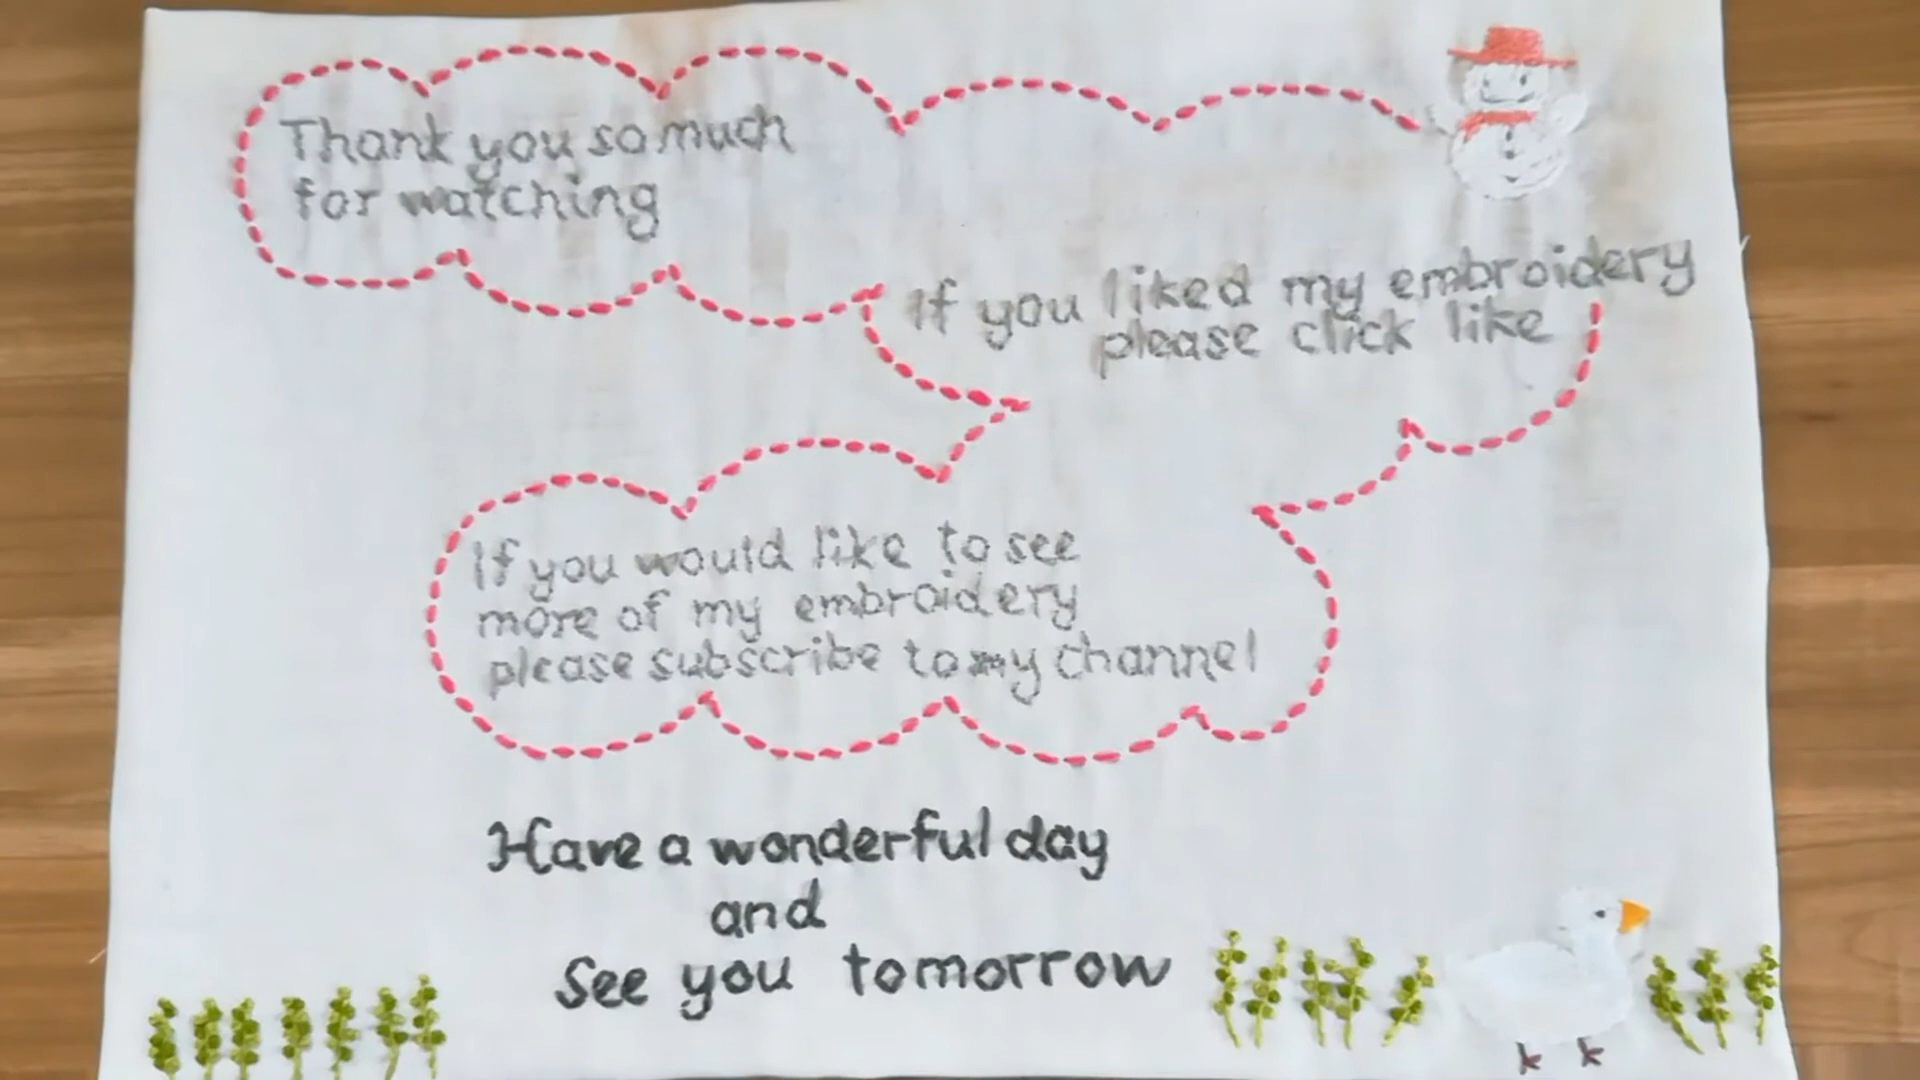 Thank you so much
for watching
If you liked my embroidery
please click like
If you would like to see
more of my embroidery
please subscribe to my channel
Have a wonderful day
and
See you tomorrow